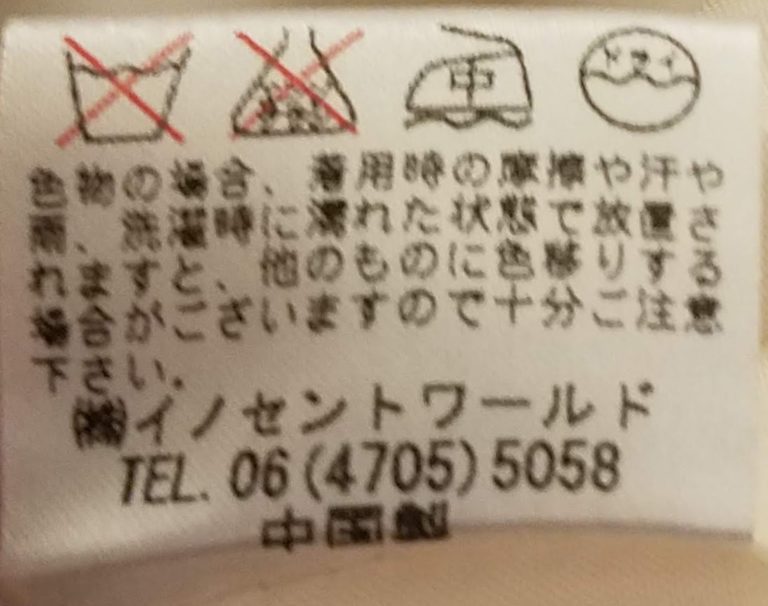 中 ドライ
色物の場合、着用時の摩擦や汗や
雨、洗濯時に濡れた状態で放置さ
れますと、他のものに色移りする
場合がございますので十分ご注意
下さい。
㈱イノセントワールド
TEL. 06(4705)5058
中国製